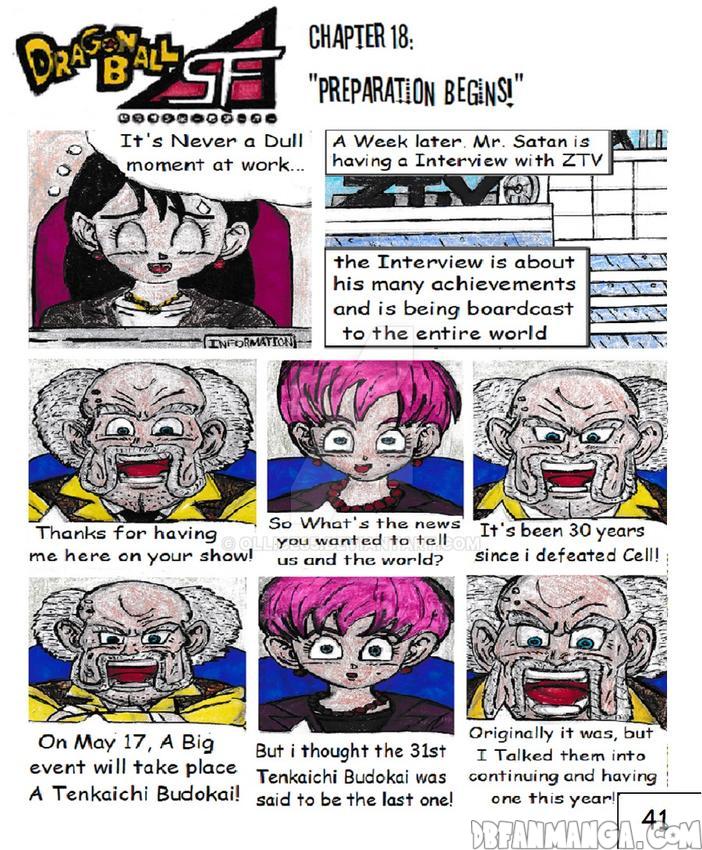 DRAGON BALL SF
CHAPTER 18:
"PREPARATION BEGINS!"
It's Never a Dull
moment at work...
INFORMATION
A Week later. Mr. Satan is
having a Interview with ZTV
ZTV
the Interview is about
his many achievements
and is being boardcast
to the entire world
Thanks for having
me here on your show!
So What's the news
you wanted to tell
us and the world?
It's been 30 years
since i defeated Cell!
On May 17, A Big
event will take place
A Tenkaichi Budokai!
But i thought the 31st
Tenkaichi Budokai was
said to be the last one!
Originally it was, but
I Talked them into
continuing and having
one this year!
41
DBFANMANGA.COM